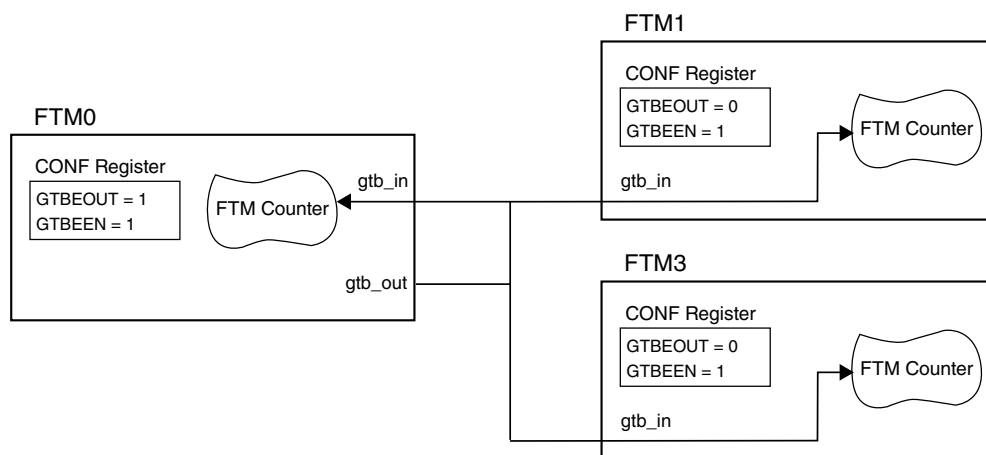 FTM0
CONF Register
GTBEOUT = 1
GTBEEN = 1
FTM Counter
gtb_in
gtb_out
FTM1
CONF Register
GTBEOUT = 0
GTBEEN = 1
FTM Counter
gtb_in
FTM3
CONF Register
GTBEOUT = 0
GTBEEN = 1
FTM Counter
gtb_in